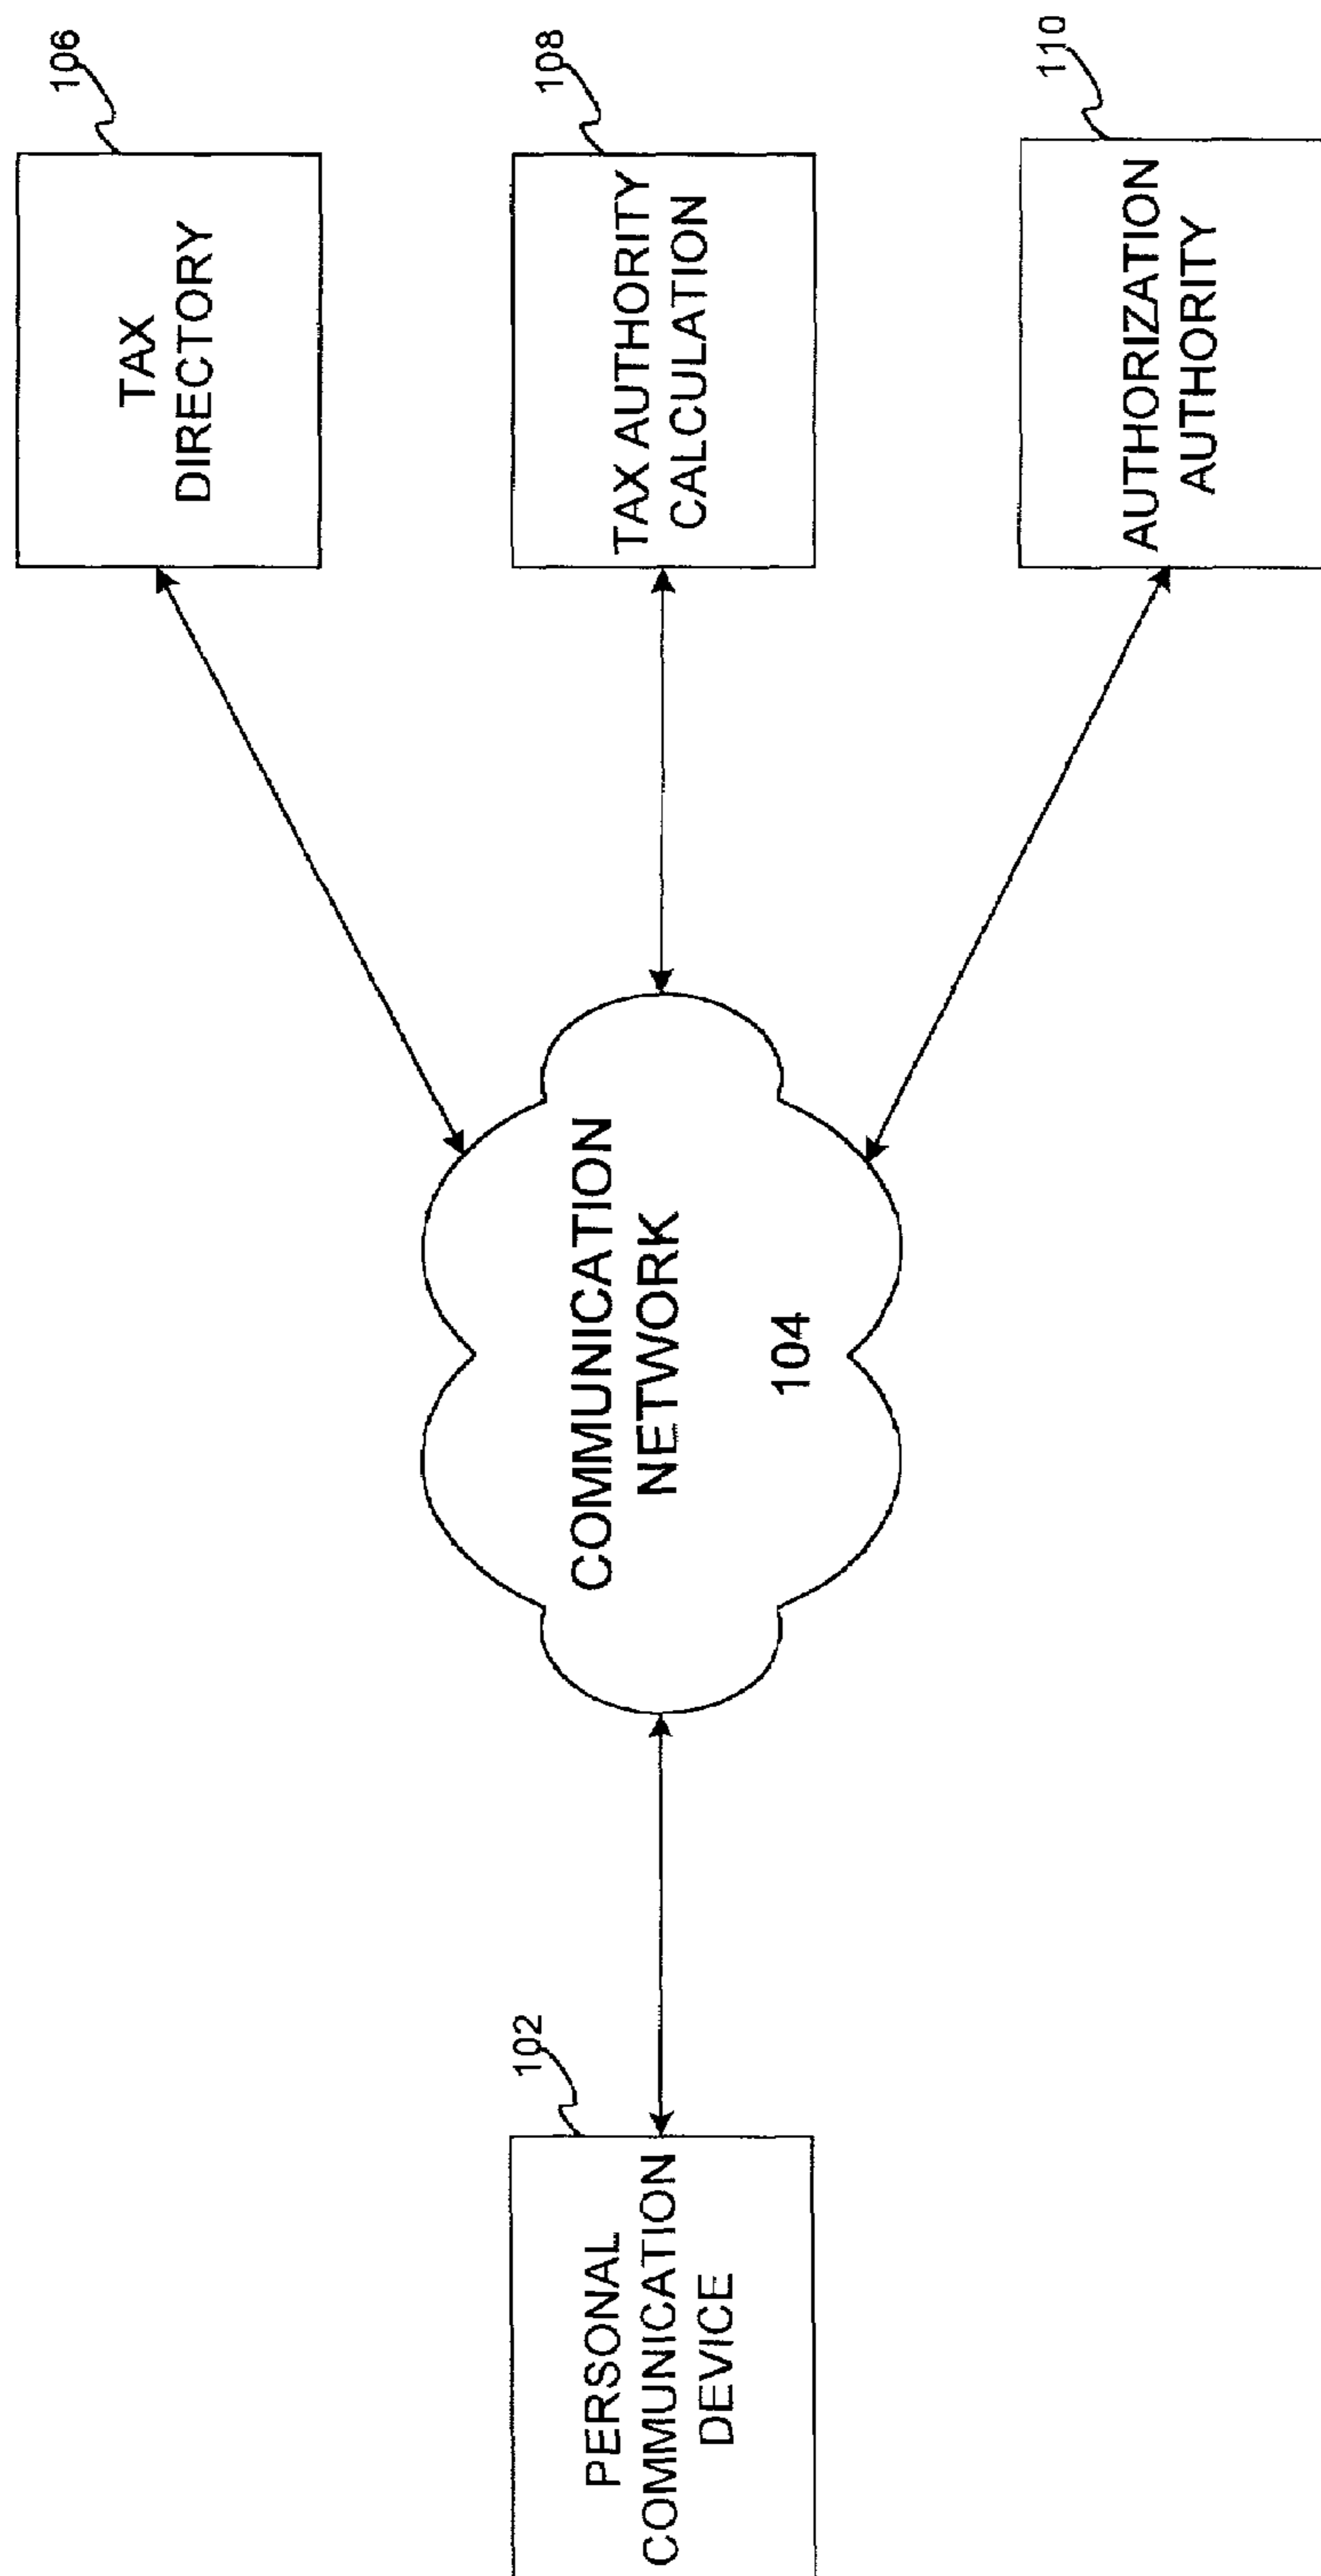 106
TAX
DIRECTORY
108
TAX AUTHORITY
CALCULATION
110
AUTHORIZATION
AUTHORITY
COMMUNICATION
NETWORK
104
102
PERSONAL
COMMUNICATION
DEVICE